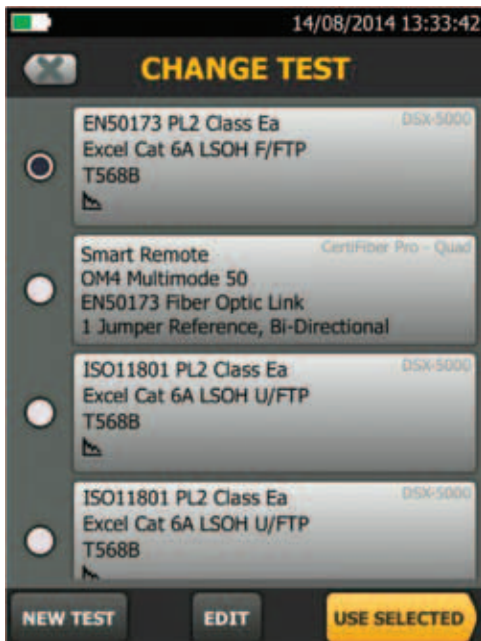 14/08/2014 13:33:42
CHANGE TEST
EN50173 PL2 Class Ea
DSX-5000
Excel Cat 6A LSOH F/FTP
T568B
Smart Remote
CertiFiber Pro - Quad
OM4 Multimode 50
EN50173 Fiber Optic Link
1 Jumper Reference, Bi-Directional
ISO11801 PL2 Class Ea
DSX-5000
Excel Cat 6A LSOH U/FTP
T568B
ISO11801 PL2 Class Ea
DSX-5000
Excel Cat 6A LSOH U/FTP
T568B
NEW TEST
EDIT
USE SELECTED